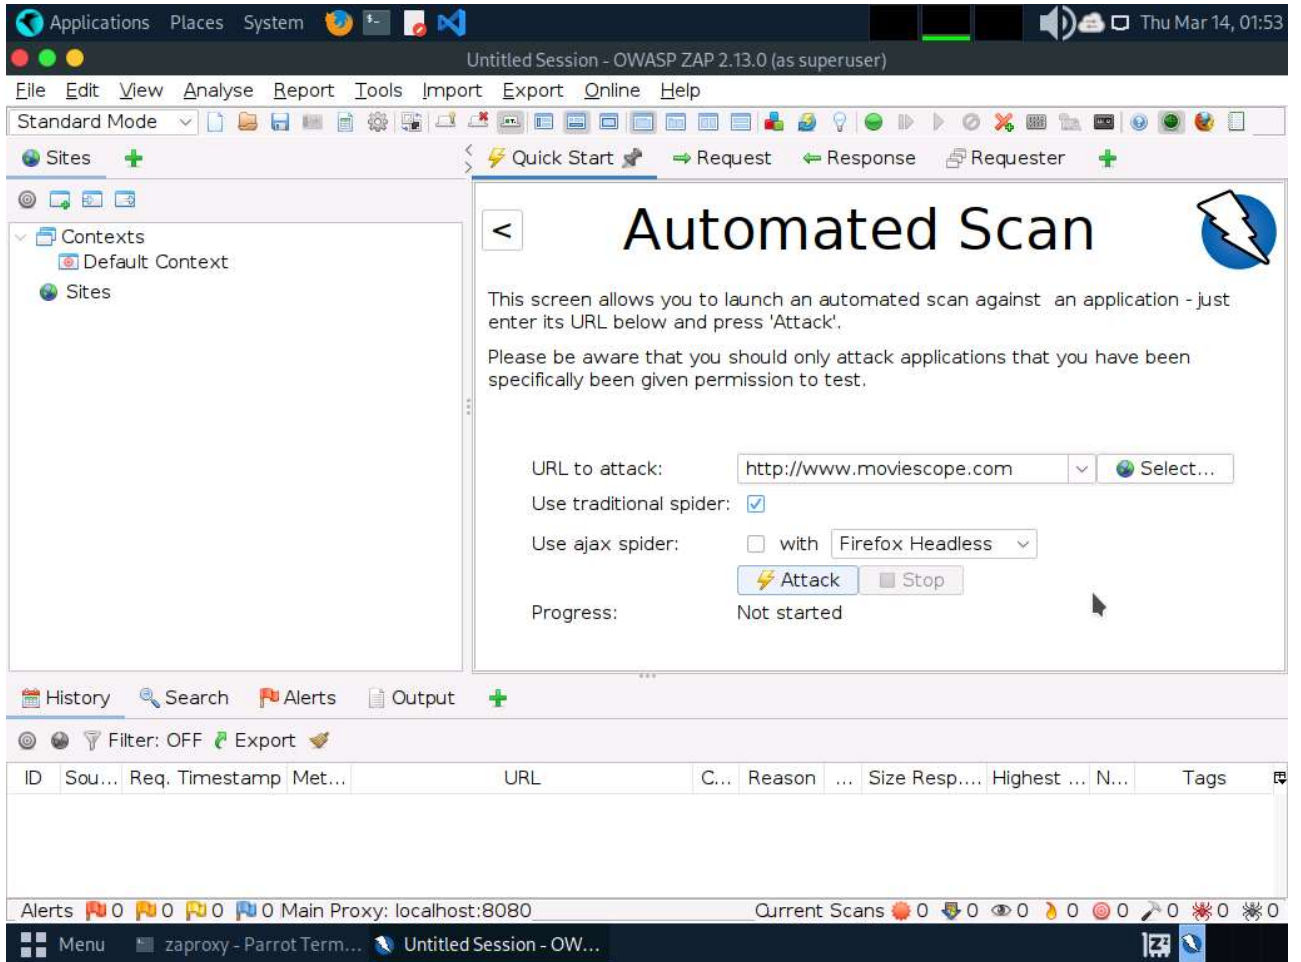 Applications Places System Thu Mar 14, 01:53
Untitled Session - OWASP ZAP 2.13.0 (as superuser)
File Edit View Analyse Report Tools Import Export Online Help
Standard Mode
Sites Quick Start Request Response Requester
< Automated Scan
Contexts
Default Context
Sites
This screen allows you to launch an automated scan against an application - just
enter its URL below and press 'Attack'.
Please be aware that you should only attack applications that you have been
specifically been given permission to test.
URL to attack: http://www.moviescope.com Select...
Use traditional spider:
Use ajax spider: with Firefox Headless
Attack Stop
Progress: Not started
History Search Alerts Output
Filter: OFF Export
ID Sou... Req. Timestamp Met... URL C... Reason ... Size Resp.... Highest ... N... Tags
Alerts 0 0 0 0 Main Proxy: localhost:8080 Current Scans 0 0 0 0 0 0 0 0
Menu zaproxy - Parrot Term... Untitled Session - OW...